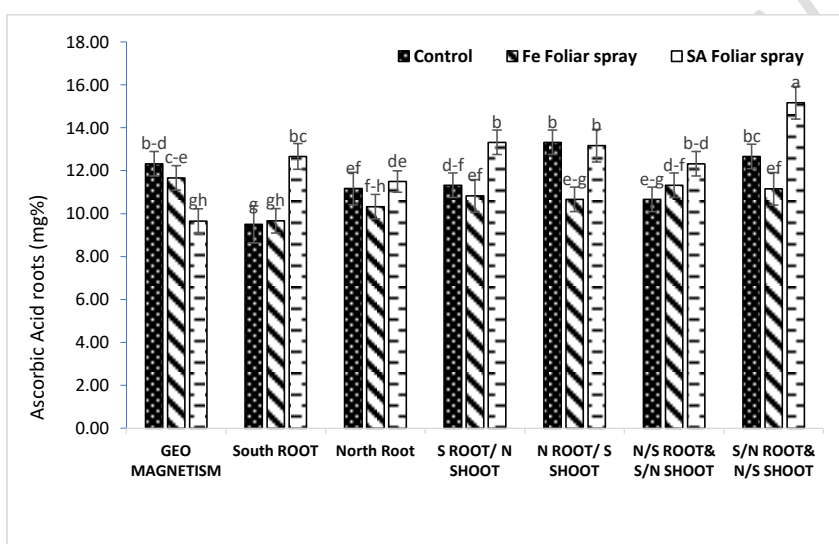 18.00
16.00
14.00
12.00
10.00
8.00
6.00
4.00
2.00
0.00
Ascorbic Acid roots (mg%)
Control Fe Foliar spray SA Foliar spray
b-d c-e gh
g gh bc
ef f-h de
d-f ef b
b e-g b
e-g d-f b-d
bc ef a
GEO
MAGNETISM
South ROOT
North Root
S ROOT/ N
SHOOT
N ROOT/ S
SHOOT
N/S ROOT&
S/N SHOOT
S/N ROOT&
N/S SHOOT